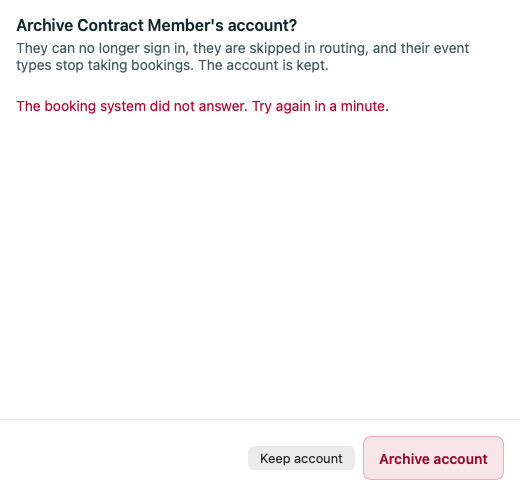 Archive Contract Member's account?
They can no longer sign in, they are skipped in routing, and their event
types stop taking bookings. The account is kept.
The booking system did not answer. Try again in a minute.
Keep account
Archive account